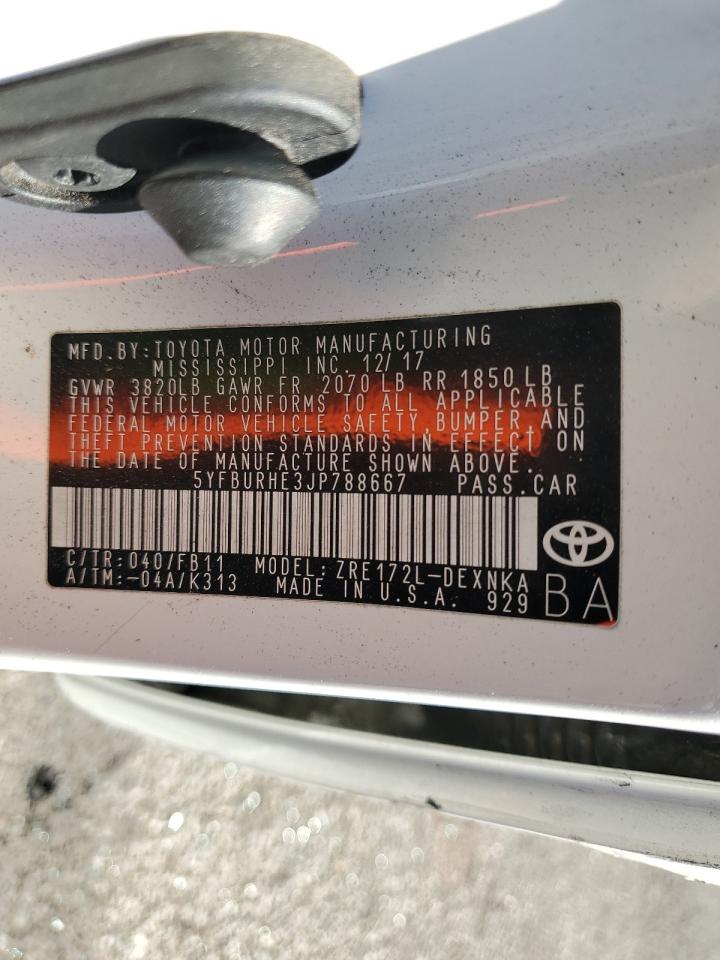 MFD. BY: TOYOTA MOTOR MANUFACTURING
MISSISSIPPI INC. 12/17
GVWR 3820LB GAWR FR 2070 LB RR 1850 LB
THIS VEHICLE CONFORMS TO ALL APPLICABLE
FEDERAL MOTOR VEHICLE SAFETY, BUMPER, AND
THEFT PREVENTION STANDARDS IN EFFECT ON
THE DATE OF MANUFACTURE SHOWN ABOVE.
5YFBURHE3JP788667 PASS. CAR
C/TR: 040/FB11 MODEL: ZRE172L-DEXNKA
A/TM: -04A/K313 MADE IN U.S.A. 929 BA